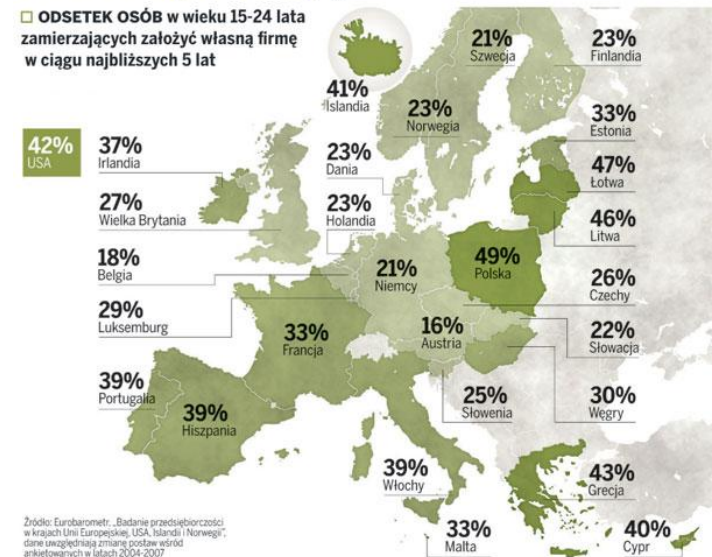 ODSETEK OSÓB w wieku 15-24 lata
zamierzających założyć własną firmę
w ciągu najbliższych 5 lat
21%
Szwecja
23%
Finlandia
41%
Islandia
23%
Norwegia
33%
Estonia
42%
USA
37%
Irlandia
23%
Dania
47%
Łotwa
27%
Wielka Brytania
23%
Holandia
46%
Litwa
18%
Belgia
21%
Niemcy
49%
Polska
26%
Czechy
29%
Luksemburg
33%
Francja
16%
Austria
22%
Słowacja
39%
Portugalia
39%
Hiszpania
25%
Słowenia
30%
Węgry
39%
Włochy
43%
Grecja
33%
Malta
40%
Cypr
Źródło: Eurobarometr, „Badanie przedsiębiorczości
w krajach Unii Europejskiej, USA, Islandii i Norwegii”,
dane uwzględniają zmianę postaw wśród
ankietowanych w latach 2004-2007